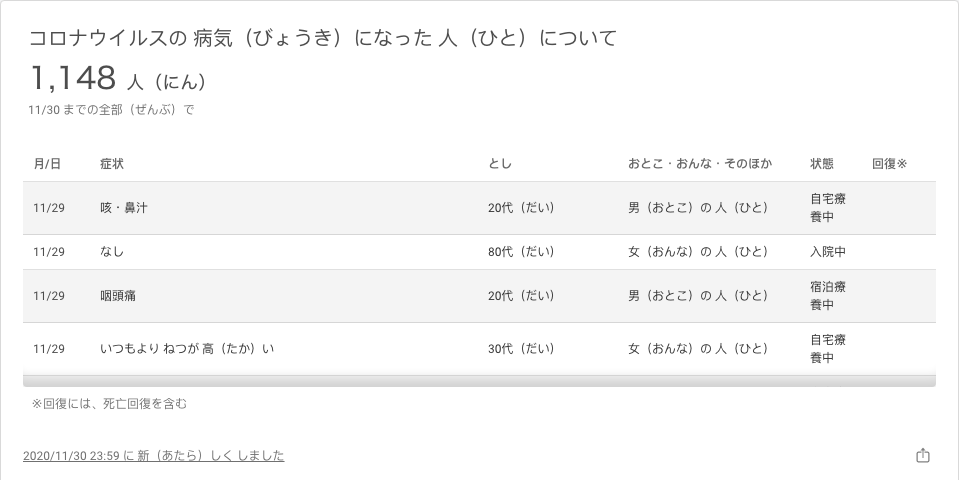 コロナウイルスの 病気（びょうき）になった 人（ひと）について
1,148 人（にん）
11/30 までの全部（ぜんぶ）で
月/日 症状 とし おとこ・おんな・そのほか 状態 回復※
11/29 咳・鼻汁 20代（だい） 男（おとこ）の 人（ひと） 自宅療
養中
11/29 なし 80代（だい） 女（おんな）の 人（ひと） 入院中
11/29 咽頭痛 20代（だい） 男（おとこ）の 人（ひと） 宿泊療
養中
11/29 いつもより ねつが 高（たか）い 30代（だい） 女（おんな）の 人（ひと） 自宅療
養中
※回復には、死亡回復を含む
2020/11/30 23:59 に 新（あたら）しく しました